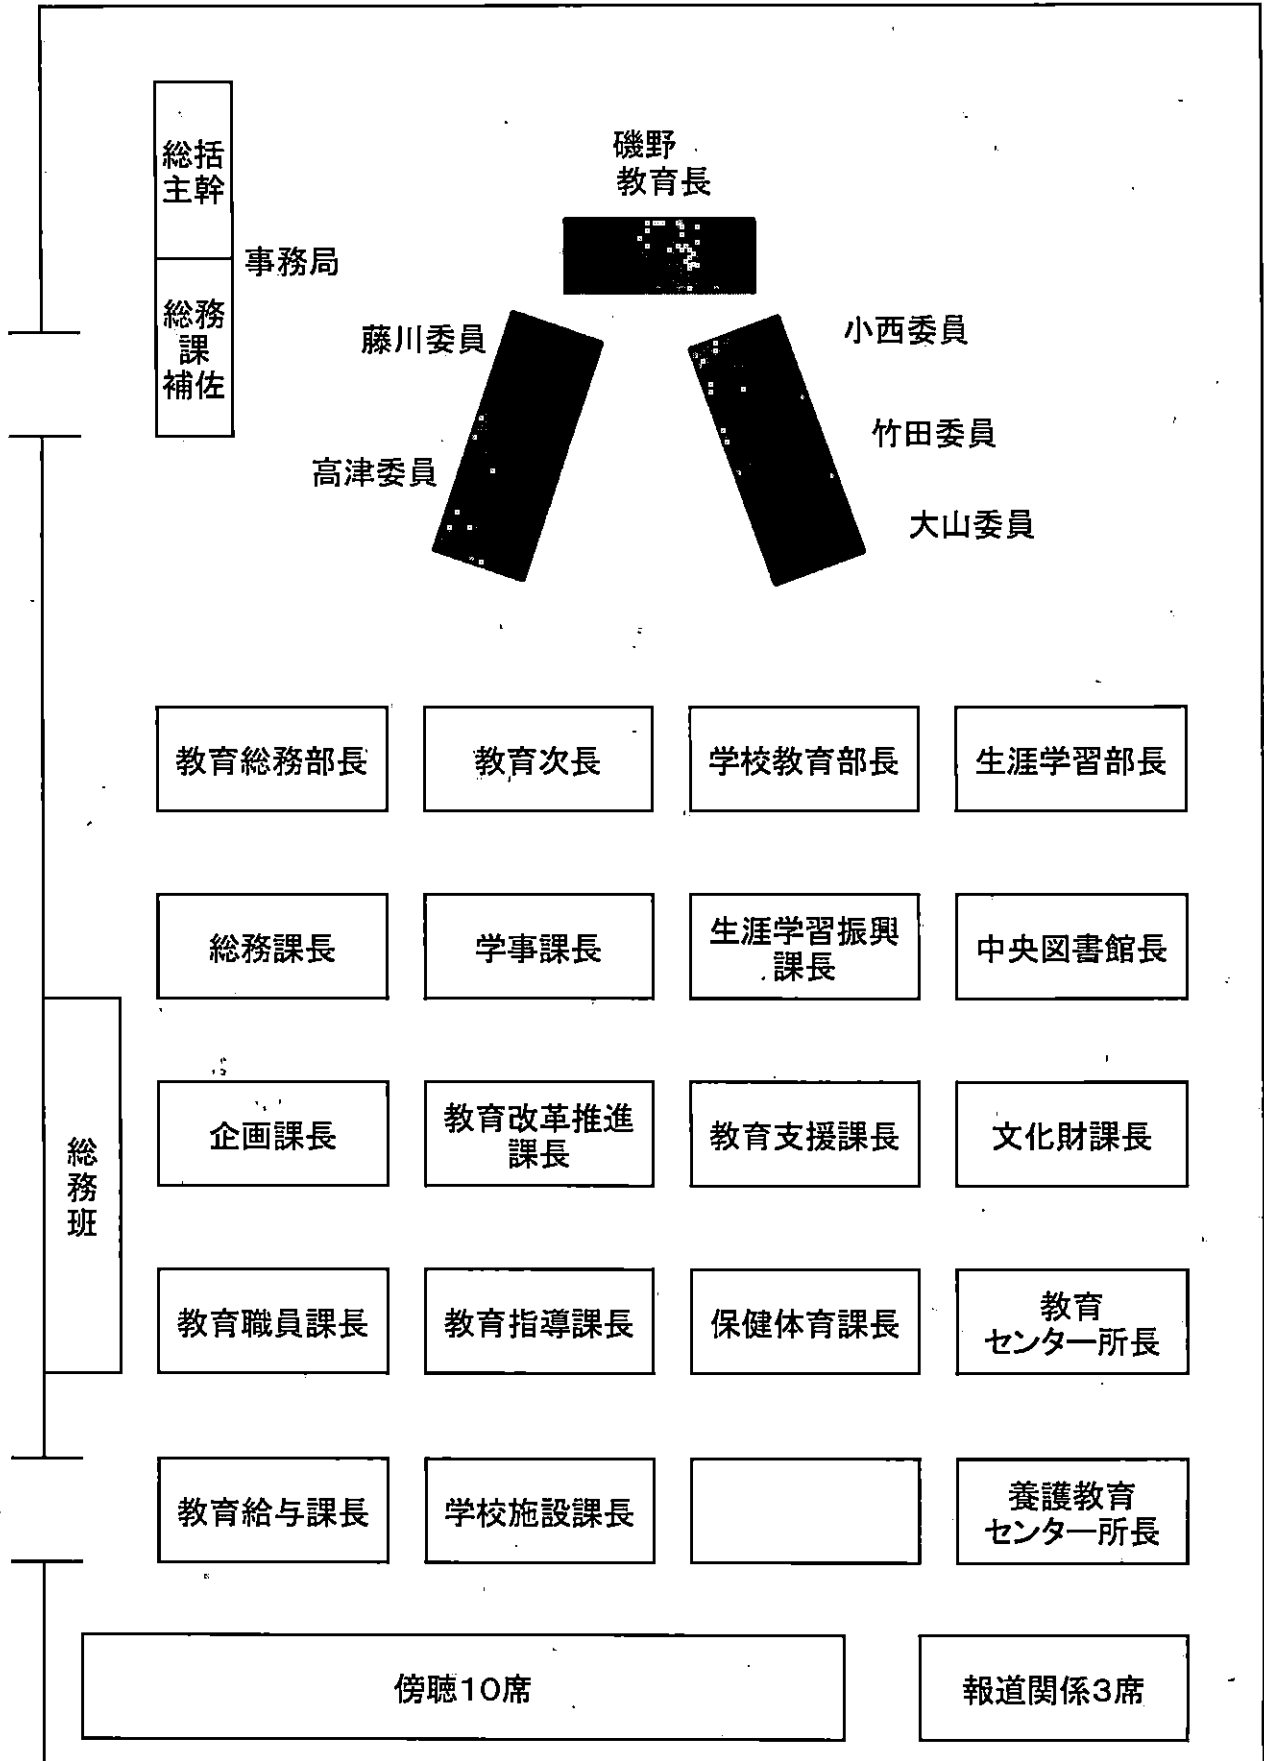 総括
主幹
磯野
教育長
事務局
総務
課
補佐
藤川委員
小西委員
高津委員
竹田委員
大山委員
教育総務部長
教育次長
学校教育部長
生涯学習部長
総務課長
学事課長
生涯学習振興
課長
中央図書館長
総務班
企画課長
教育改革推進
課長
教育支援課長
文化財課長
教育職員課長
教育指導課長
保健体育課長
教育
センター所長
教育給与課長
学校施設課長
養護教育
センター所長
傍聴10席
報道関係3席